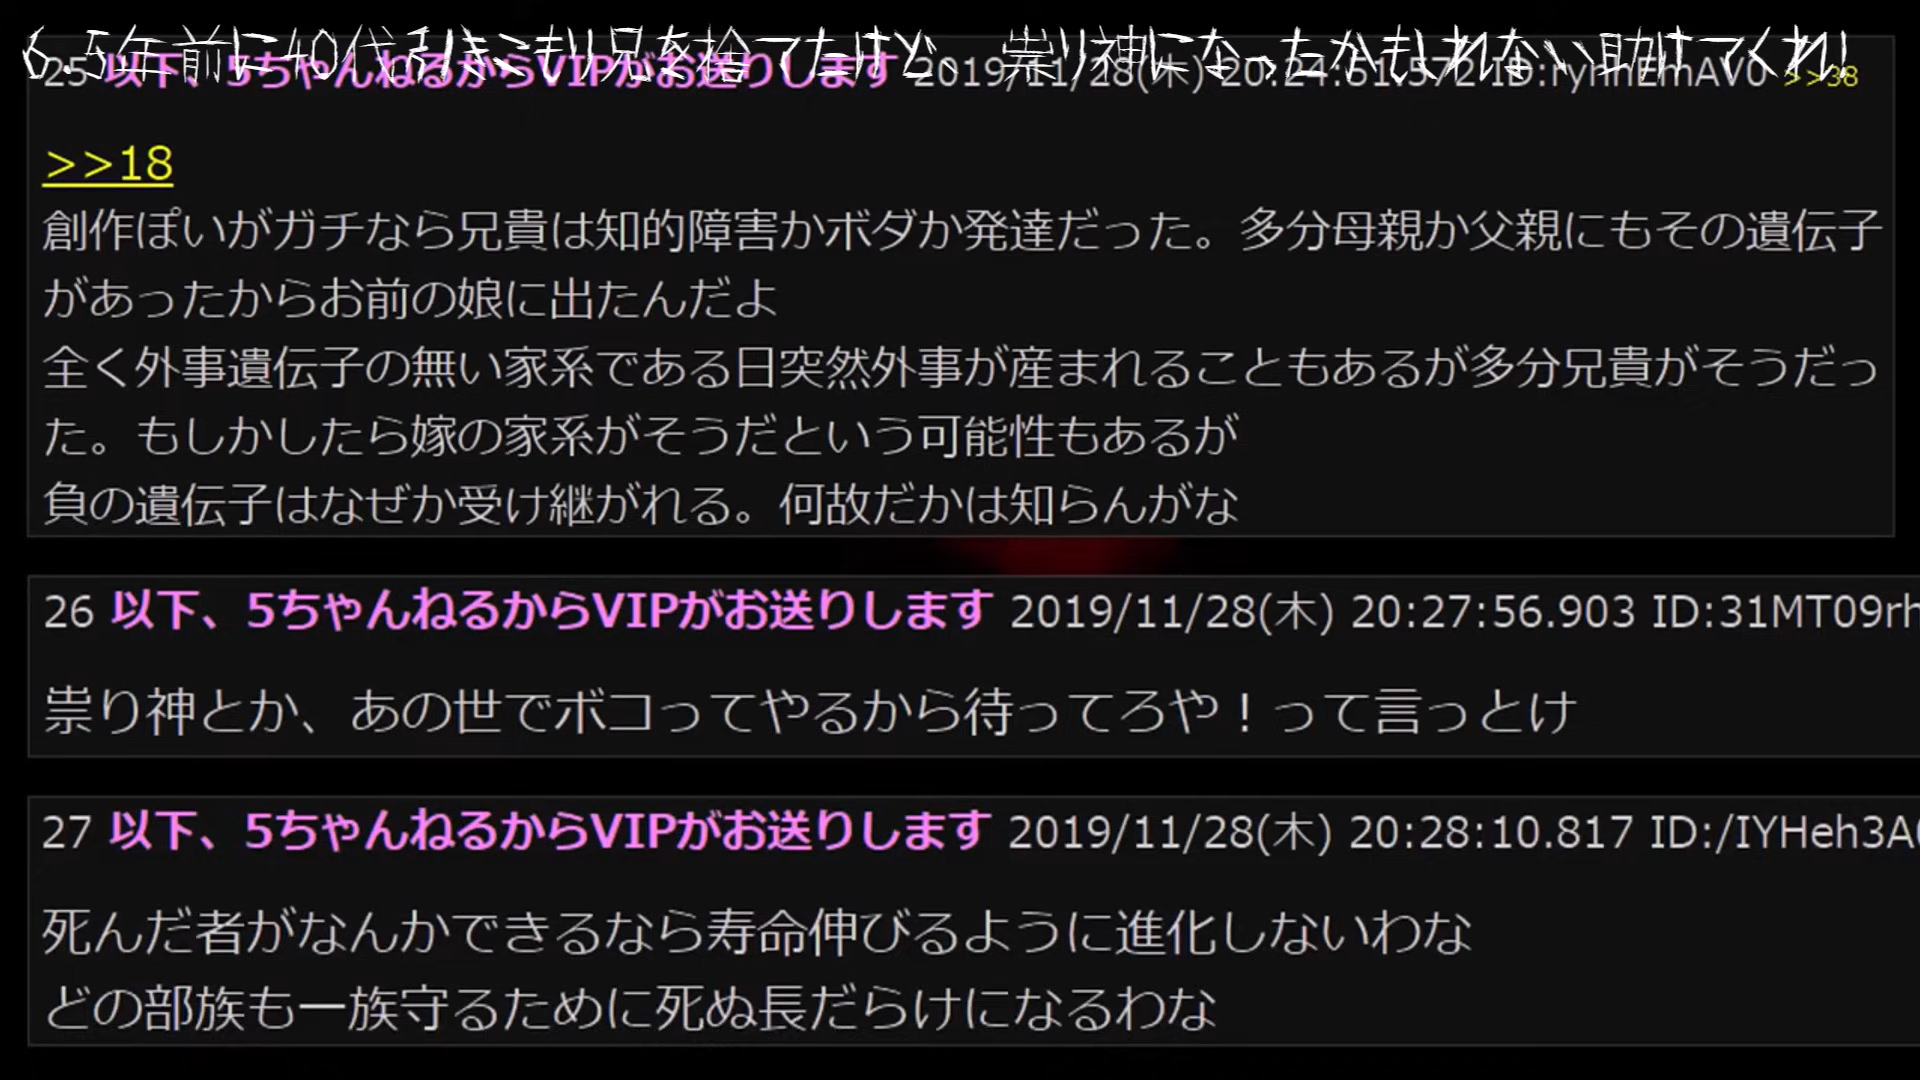 6.5年前に40代引きこもり兄を捨てたけど、祟り神になったかもしれない助けてくれ!
25 以下、5ちゃんねるからVIPがお送りします 2019/11/28(木) 20:24:51.572 >>38
>>18
創作ぽいがガチなら兄貴は知的障害かボダか発達だった。多分母親か父親にもその遺伝子
があったからお前の娘に出たんだよ
全く外事遺伝子の無い家系である日突然外事が産まれることもあるが多分兄貴がそうだっ
た。もしかしたら嫁の家系がそうだという可能性もあるが
負の遺伝子はなぜか受け継がれる。何故だかは知らんがな
26 以下、5ちゃんねるからVIPがお送りします 2019/11/28(木) 20:27:56.903 ID:31MT09rh
祟り神とか、あの世でボコってやるから待ってろや！って言っとけ
27 以下、5ちゃんねるからVIPがお送りします 2019/11/28(木) 20:28:10.817 ID:/IYHeh3A
死んだ者がなんかできるなら寿命伸びるように進化しないわな
どの部族も一族守るために死ぬ長だらけになるわな